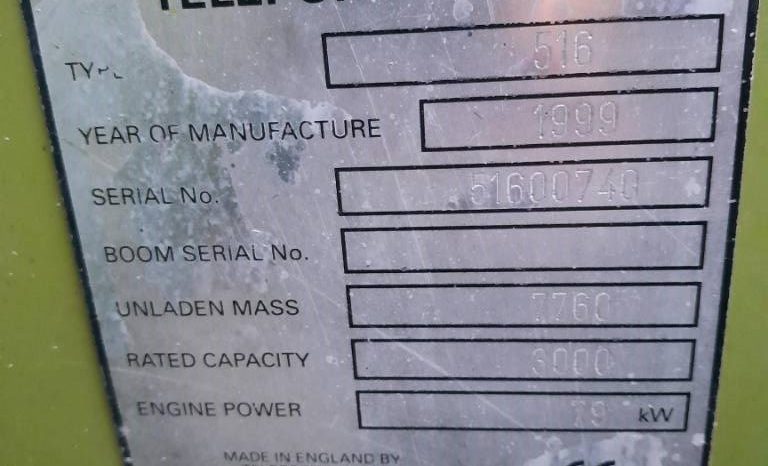 TYPE 516
YEAR OF MANUFACTURE 1999
SERIAL No. 51600740
BOOM SERIAL No.
UNLADEN MASS 7760
RATED CAPACITY 3000
ENGINE POWER 79 kW
MADE IN ENGLAND BY